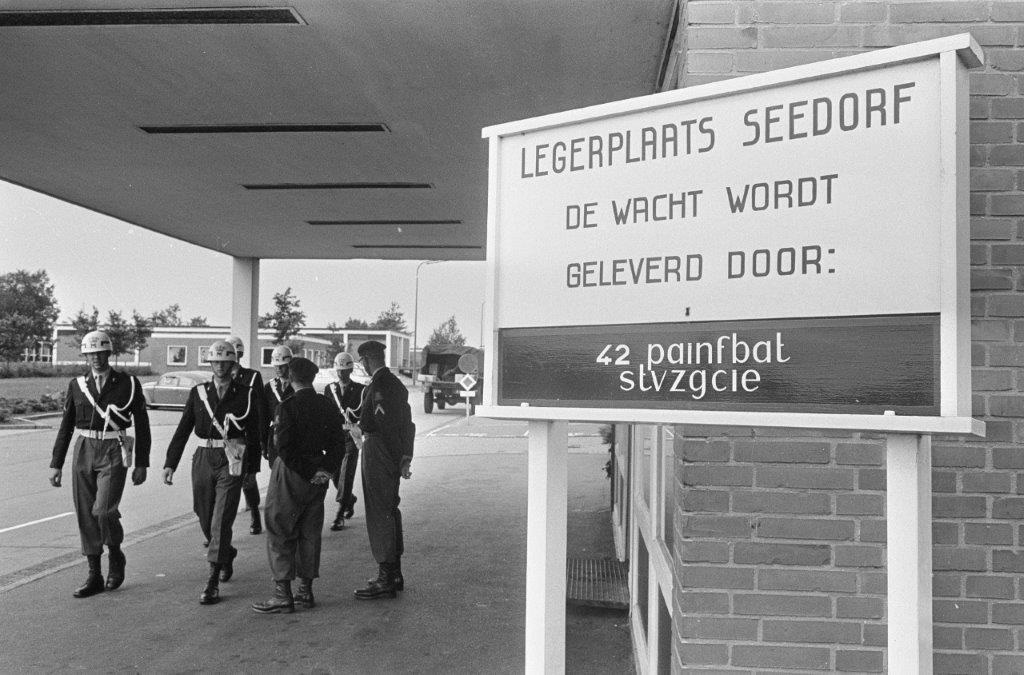 LEGERPLAATS SEEDORF
DE WACHT WORDT
GELEVERD DOOR:
42 painfbat
stvzgcie